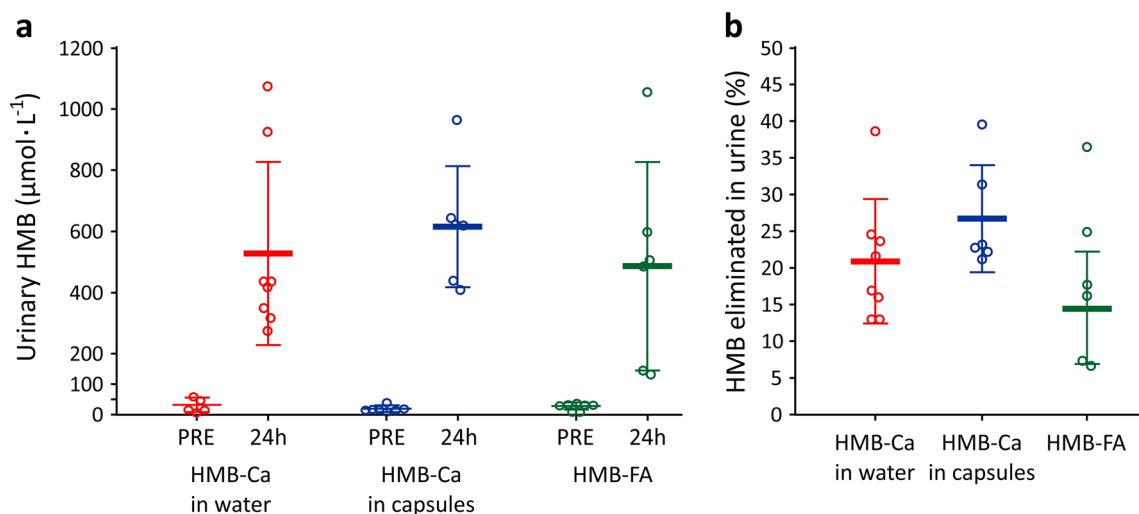 a
Urinary HMB (μmol·L⁻¹)
1200
1000
800
600
400
200
100
0
PRE 24h PRE 24h PRE 24h
HMB-Ca in water
HMB-Ca in capsules
HMB-FA
b
HMB eliminated in urine (%)
50
45
40
35
30
25
20
15
10
5
0
HMB-Ca in water
HMB-Ca in capsules
HMB-FA